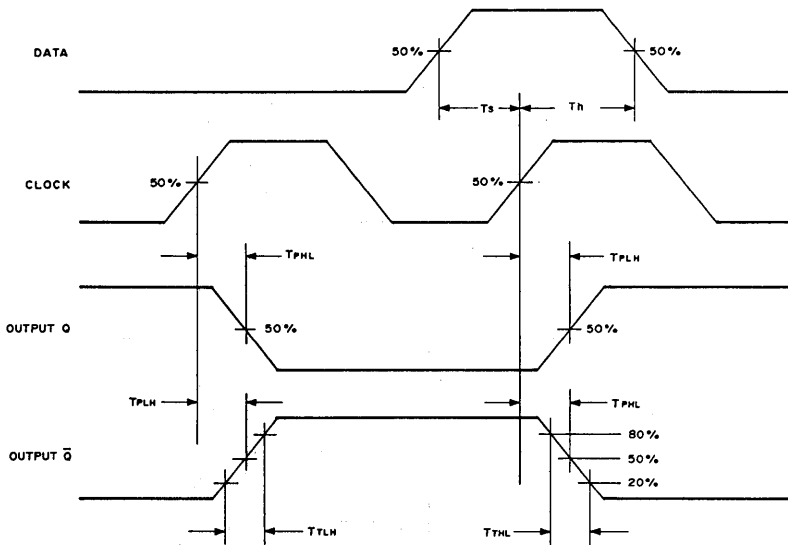 DATA 50% 50%
Ts Th
CLOCK 50% 50%
TPHL TPLH
OUTPUT Q 50% 50%
TPLH TPHL
80%
OUTPUT Q̅ 50%
20%
TTLH TTHL